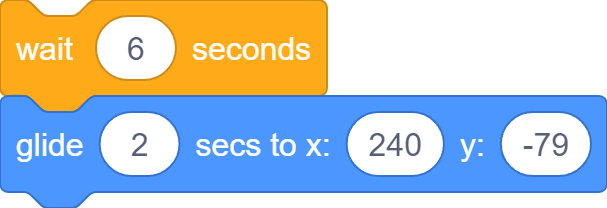 wait 6 seconds
glide 2 secs to x: 240 y: -79